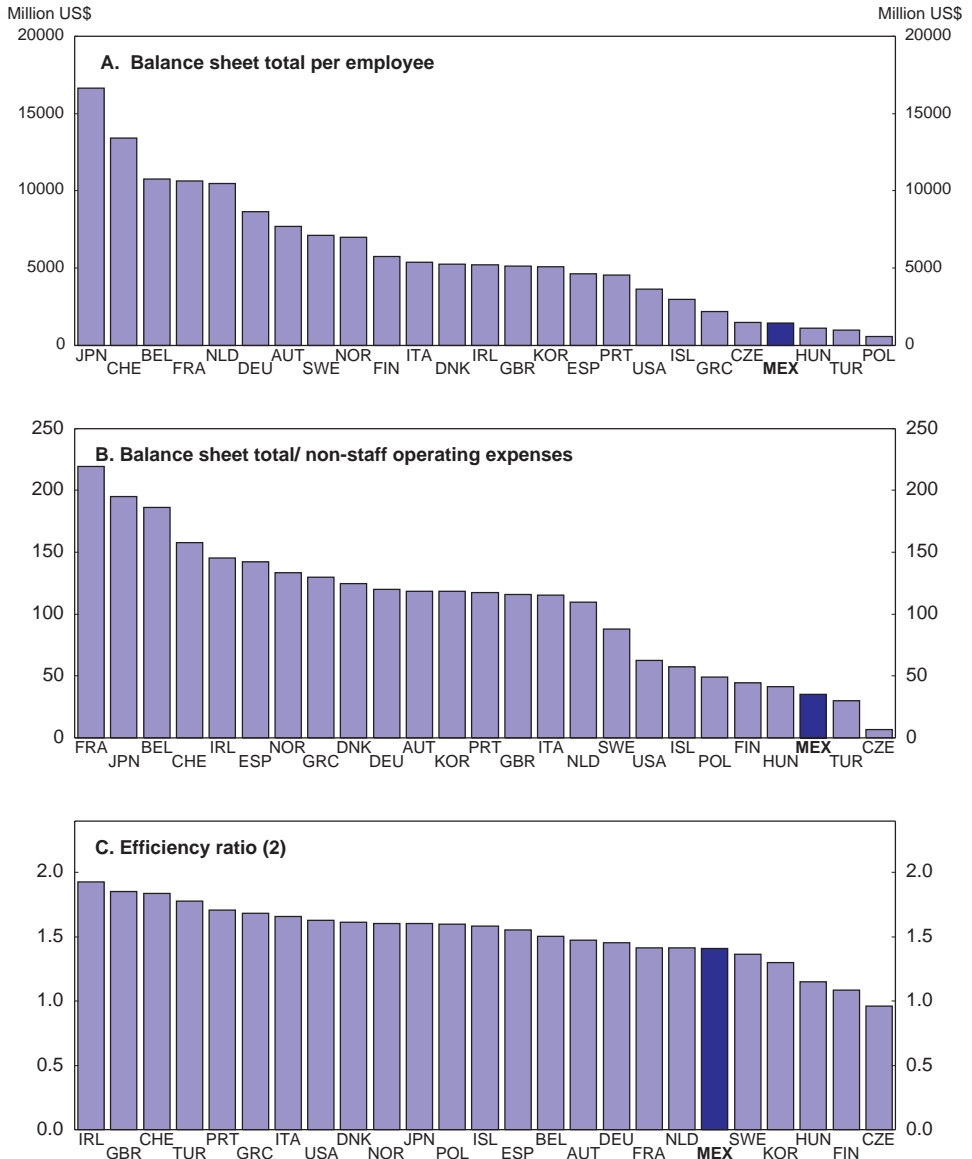 Million US$ Million US$
20000 20000
A. Balance sheet total per employee
15000 15000
10000 10000
5000 5000
0 0
JPN BEL NLD AUT NOR ITA IRL KOR PRT ISL CZE HUN POL
CHE FRA DEU SWE FIN DNK GBR ESP USA GRC MEX TUR
250 250
B. Balance sheet total/ non-staff operating expenses
200 200
150 150
100 100
50 50
0 0
FRA BEL IRL NOR DNK AUT PRT ITA SWE ISL FIN MEX CZE
JPN CHE ESP GRC DEU KOR GBR NLD USA POL HUN TUR
C. Efficiency ratio (2)
2.0 2.0
1.5 1.5
1.0 1.0
0.5 0.5
0.0 0.0
IRL CHE PRT ITA DNK JPN ISL BEL DEU NLD SWE HUN CZE
GBR TUR GRC USA NOR POL ESP AUT FRA MEX KOR FIN